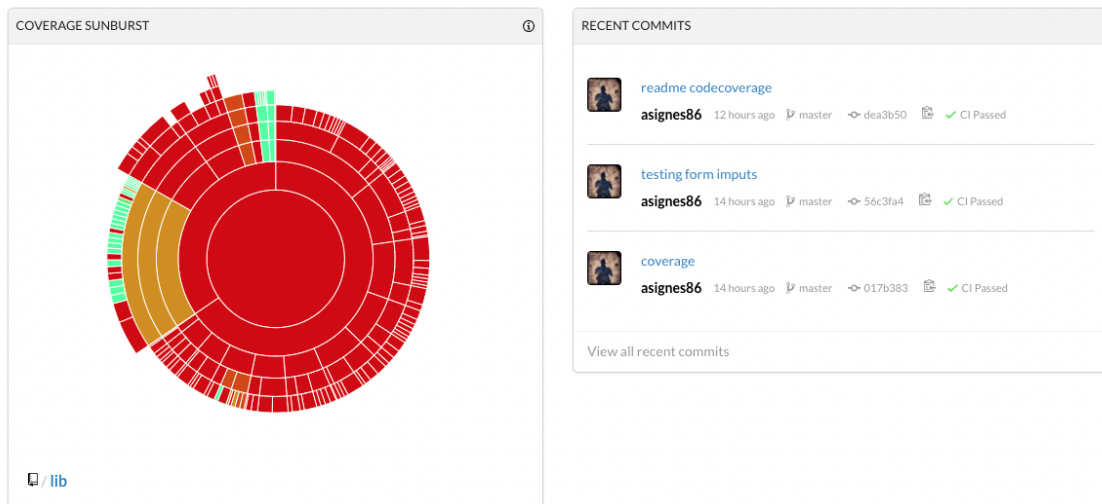 COVERAGE SUNBURST
/ lib
RECENT COMMITS
readme codecoverage
asignes86 12 hours ago master dea3b50 CI Passed
testing form imputs
asignes86 14 hours ago master 56c3fa4 CI Passed
coverage
asignes86 14 hours ago master 017b383 CI Passed
View all recent commits